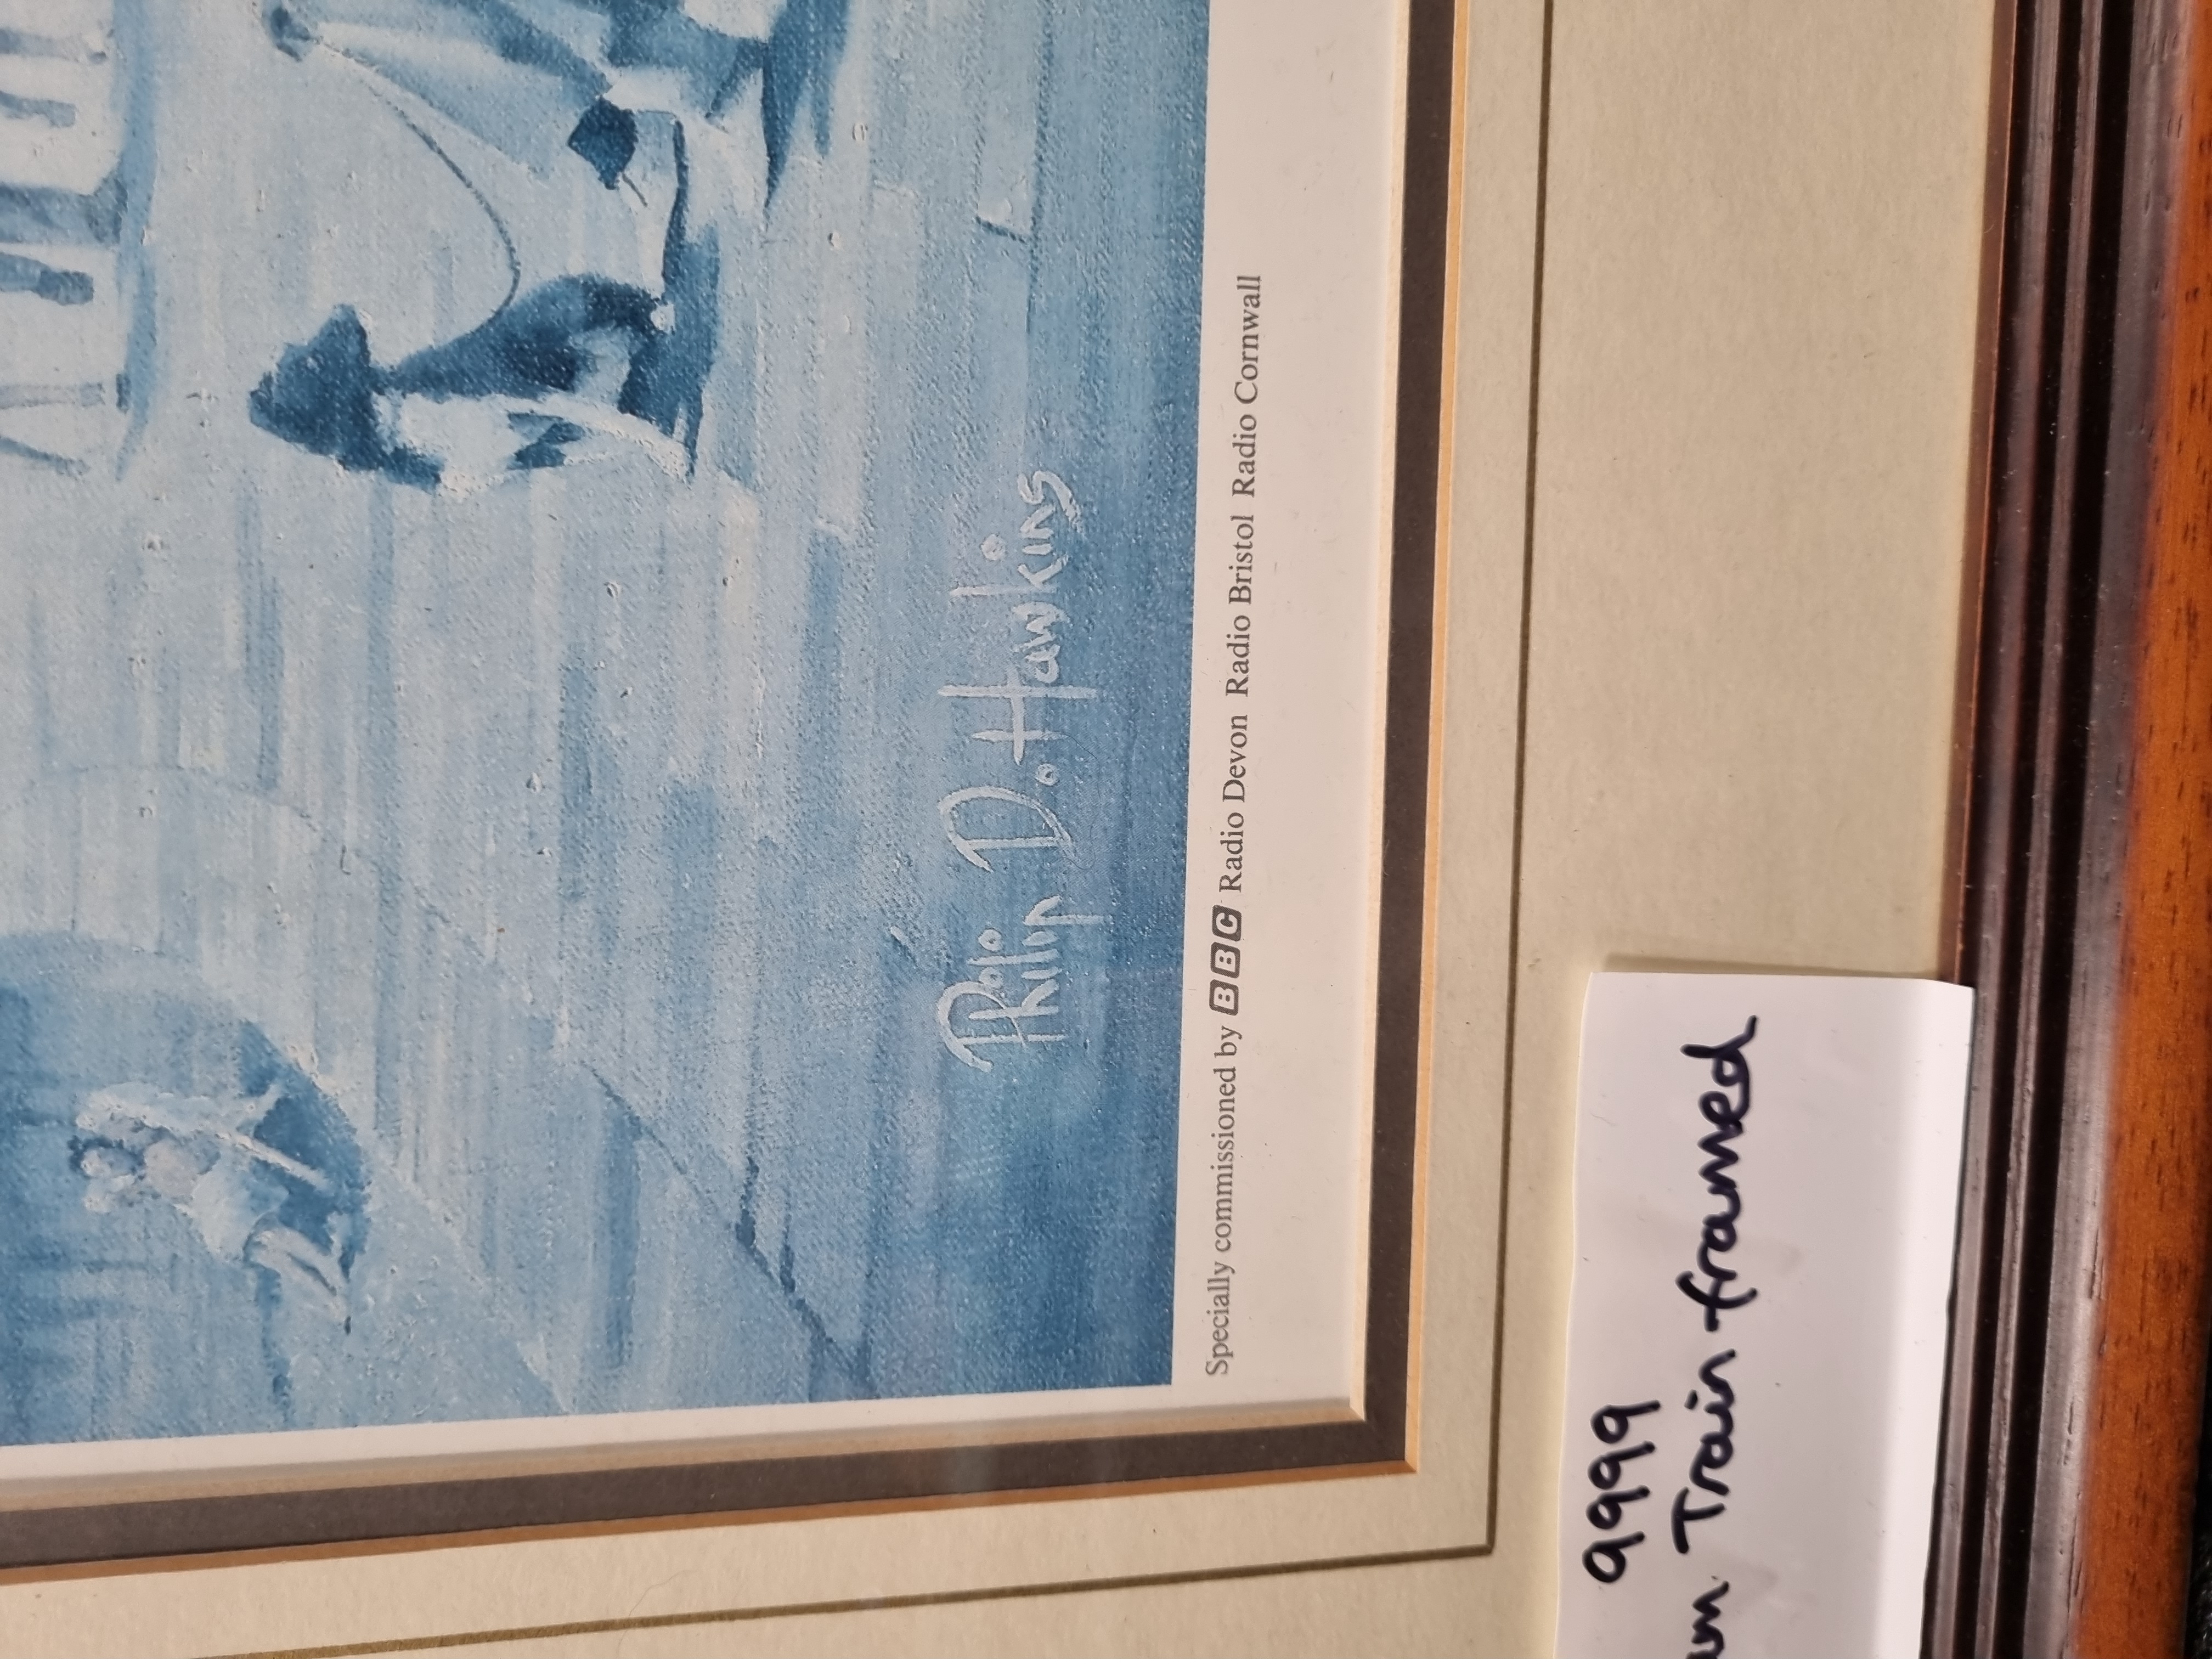 Philip D. Hawkins
Specially commissioned by BBC Radio Devon Radio Bristol Radio Cornwall
9999
Train framed